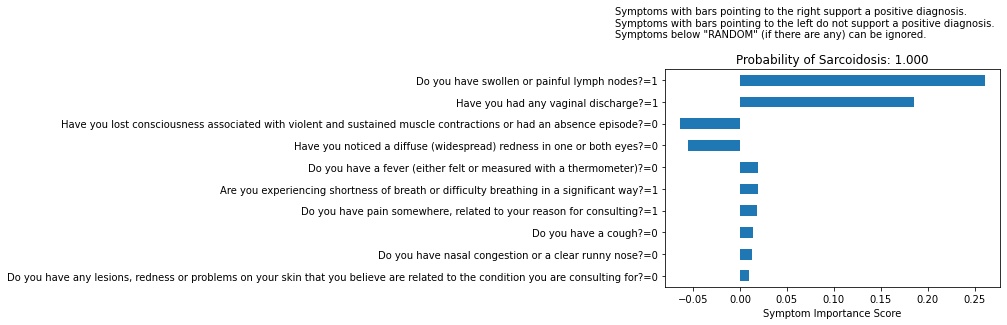 Symptoms with bars pointing to the right support a positive diagnosis.
Symptoms with bars pointing to the left do not support a positive diagnosis.
Symptoms below "RANDOM" (if there are any) can be ignored.
Probability of Sarcoidosis: 1.000
Do you have swollen or painful lymph nodes?=1
Have you had any vaginal discharge?=1
Have you lost consciousness associated with violent and sustained muscle contractions or had an absence episode?=0
Have you noticed a diffuse (widespread) redness in one or both eyes?=0
Do you have a fever (either felt or measured with a thermometer)?=0
Are you experiencing shortness of breath or difficulty breathing in a significant way?=1
Do you have pain somewhere, related to your reason for consulting?=1
Do you have a cough?=0
Do you have nasal congestion or a clear runny nose?=0
Do you have any lesions, redness or problems on your skin that you believe are related to the condition you are consulting for?=0
−0.05 0.00 0.05 0.10 0.15 0.20 0.25
Symptom Importance Score